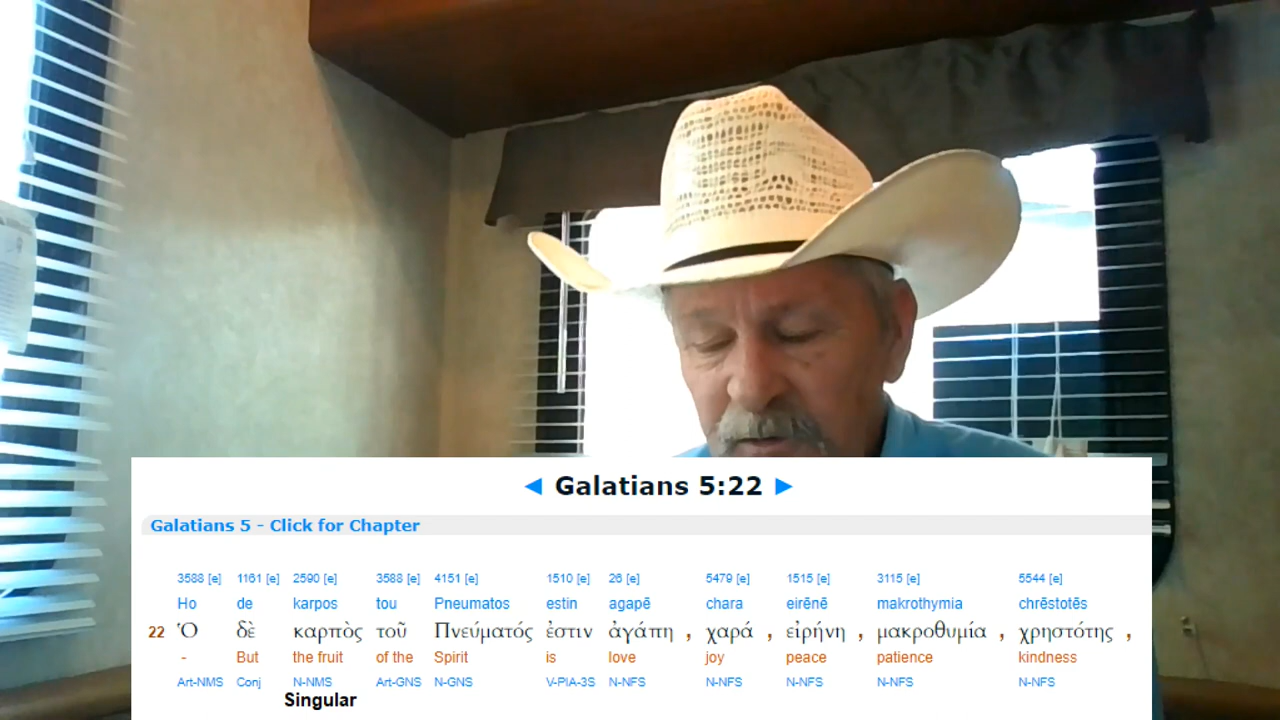 ◄ Galatians 5:22 ►
Galatians 5 - Click for Chapter
3588 [e] 1161 [e] 2590 [e] 3588 [e] 4151 [e] 1510 [e] 26 [e] 5479 [e] 1515 [e] 3115 [e] 5544 [e]
Ho de karpos tou Pneumatos estin agapē chara eirēnē makrothymia chrēstotēs
22 Ὁ δὲ καρπὸς τοῦ Πνεύματός ἐστιν ἀγάπη , χαρά , εἰρήνη , μακροθυμία , χρηστότης ,
- But the fruit of the Spirit is love joy peace patience kindness
Art-NMS Conj N-NMS Art-GNS N-GNS V-PIA-3S N-NFS N-NFS N-NFS N-NFS N-NFS
Singular